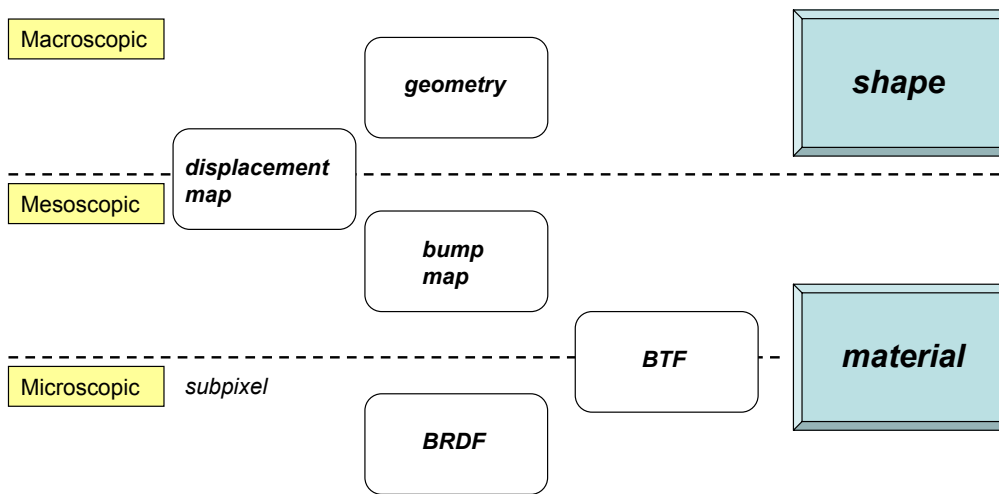 Macroscopic
geometry
shape
displacement
map
Mesoscopic
bump
map
BTF
material
Microscopic
subpixel
BRDF